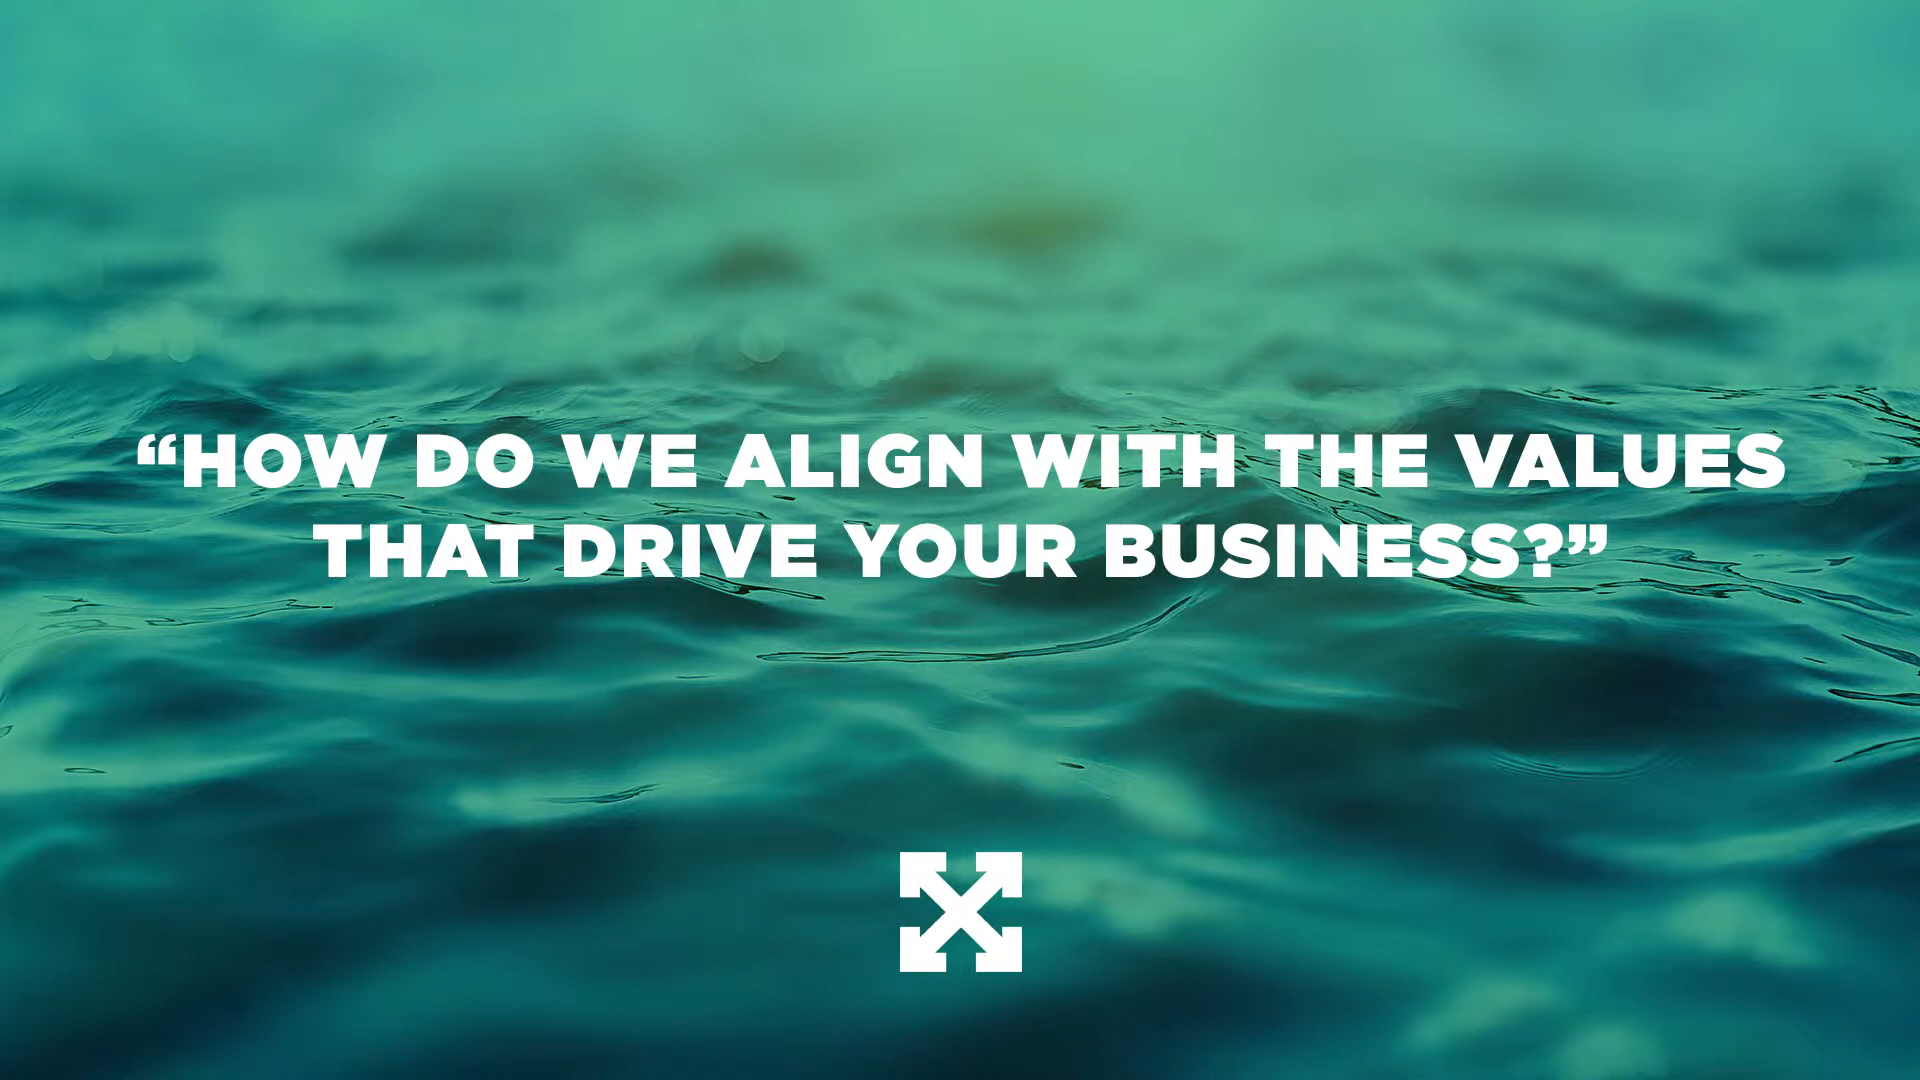 “HOW DO WE ALIGN WITH THE VALUES
THAT DRIVE YOUR BUSINESS?”